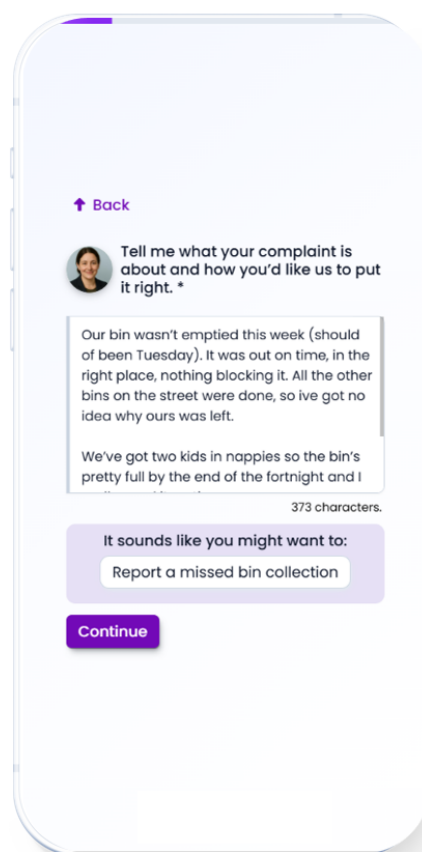 Back
Tell me what your complaint is
about and how you'd like us to put
it right. *
Our bin wasn't emptied this week (should
of been Tuesday). It was out on time, in the
right place, nothing blocking it. All the other
bins on the street were done, so ive got no
idea why ours was left.
We've got two kids in nappies so the bin's
pretty full by the end of the fortnight and I
373 characters.
It sounds like you might want to:
Report a missed bin collection
Continue